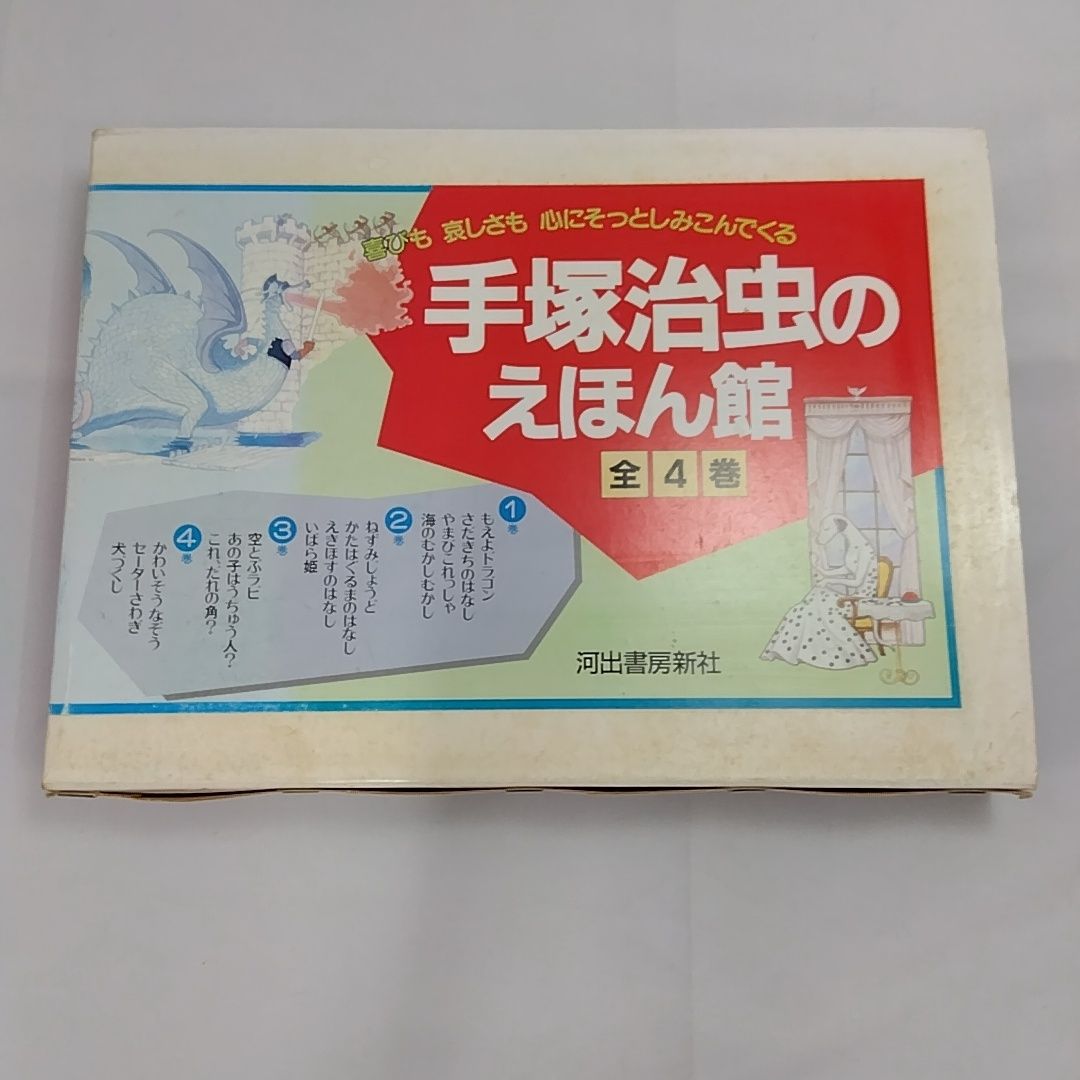 喜びも 哀しさも 心にそっとしみこんでくる
手塚治虫の
えほん館
全4巻
1巻
もえよドラゴン
さだきちのはなし
やまびこれっしゃ
海のむかしむかし
2巻
ねずみじょうど
かたはぐるまのはなし
えきほすのはなし
いばら姫
3巻
空とぶラビ
あの子はうちゅう人?
これ、だれの角?
4巻
かわいそうなぞう
セーターさわぎ
犬づくし
河出書房新社